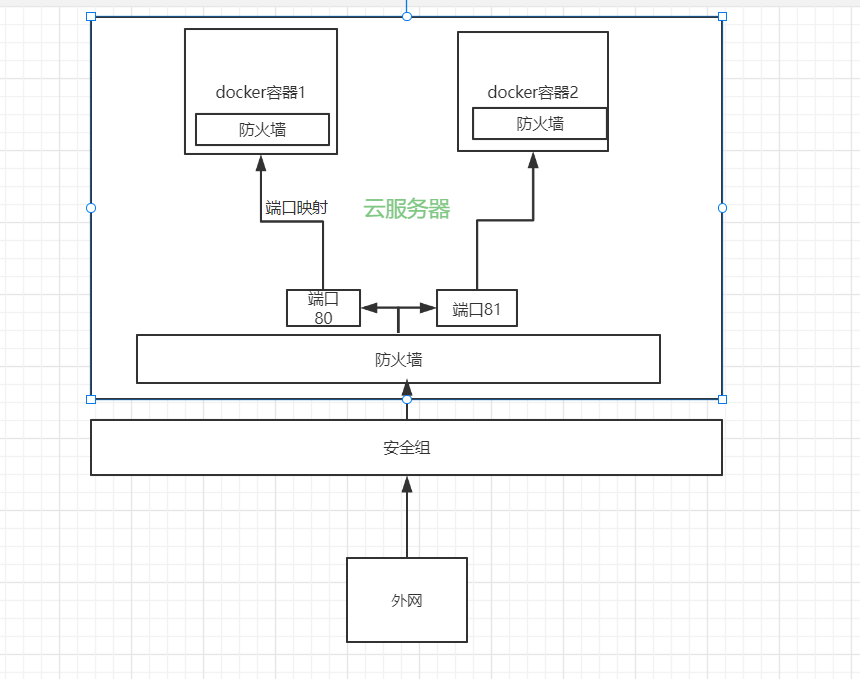 docker容器1
防火墙
docker容器2
防火墙
端口映射
云服务器
端口
80
端口81
防火墙
安全组
外网